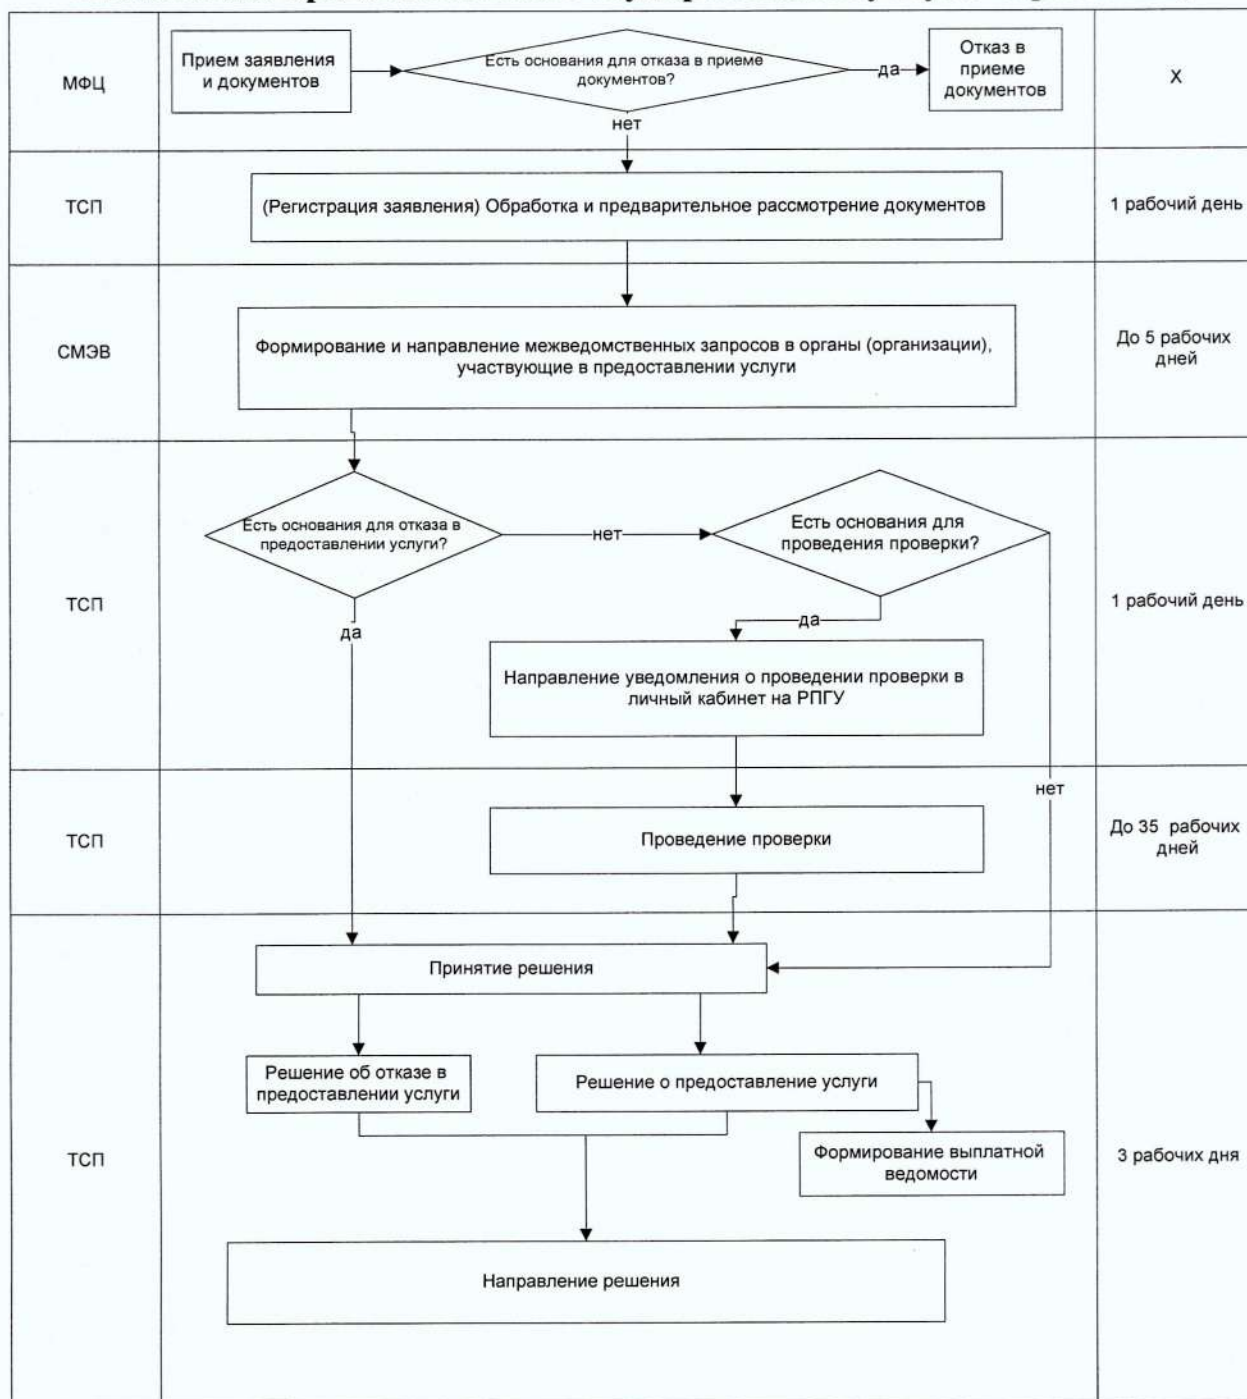 МФЦ
Прием заявления
и документов
Есть основания для отказа в приеме
документов?
да
Отказ в
приеме
документов
X
нет
ТСП
(Регистрация заявления) Обработка и предварительное рассмотрение документов
1 рабочий день
СМЭВ
Формирование и направление межведомственных запросов в органы (организации),
участвующие в предоставлении услуги
До 5 рабочих
дней
ТСП
Есть основания для отказа в
предоставлении услуги?
нет
Есть основания для
проведения проверки?
1 рабочий день
да
да
Направление уведомления о проведении проверки в
личный кабинет на РПГУ
нет
ТСП
Проведение проверки
До 35 рабочих
дней
Принятие решения
ТСП
Решение об отказе в
предоставлении услуги
Решение о предоставление услуги
Формирование выплатной
ведомости
3 рабочих дня
Направление решения